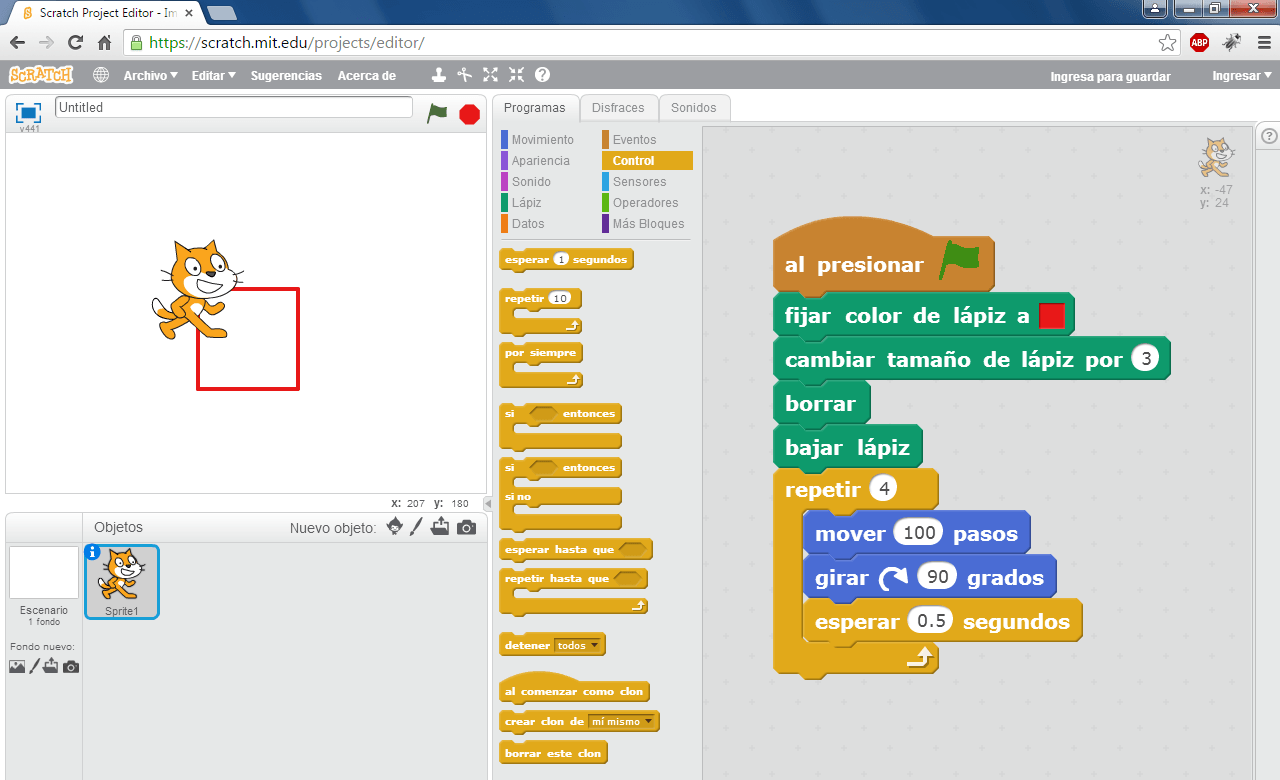 Scratch Project Editor - Im
https://scratch.mit.edu/projects/editor/
ABP
SCRATCH Archivo Editar Sugerencias Acerca de Ingresa para guardar Ingresar
Untitled
v441
Programas Disfraces Sonidos
Movimiento Eventos
Apariencia Control
Sonido Sensores
Lápiz Operadores
Datos Más Bloques
esperar 1 segundos
repetir 10
por siempre
si entonces
si entonces
si no
esperar hasta que
repetir hasta que
detener todos
al comenzar como clon
crear clon de mí mismo
borrar este clon
x: -47
y: 24
al presionar
fijar color de lápiz a
cambiar tamaño de lápiz por 3
borrar
bajar lápiz
repetir 4
mover 100 pasos
girar 90 grados
esperar 0.5 segundos
x: 207 y: 180
Objetos Nuevo objeto:
Sprite1
Escenario
1 fondo
Fondo nuevo: